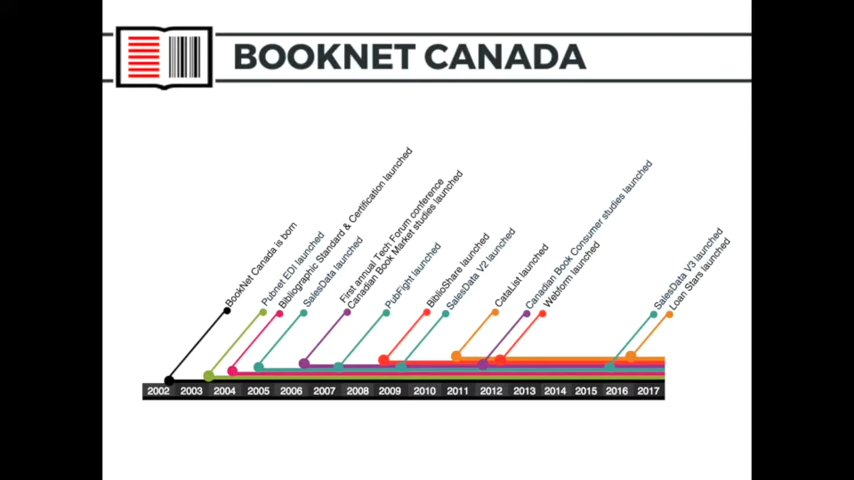 BOOKNET CANADA
BookNet Canada is born
Pubnet EDI launched
Bibliographic Standard & Certification launched
SalesData launched
First annual Tech Forum conference
Canadian Book Market studies launched
PubFight launched
BiblioShare launched
SalesData V2 launched
CataList launched
Canadian Book Consumer studies launched
Webform launched
SalesData V3 launched
Loan Stars launched
2002 2003 2004 2005 2006 2007 2008 2009 2010 2011 2012 2013 2014 2015 2016 2017